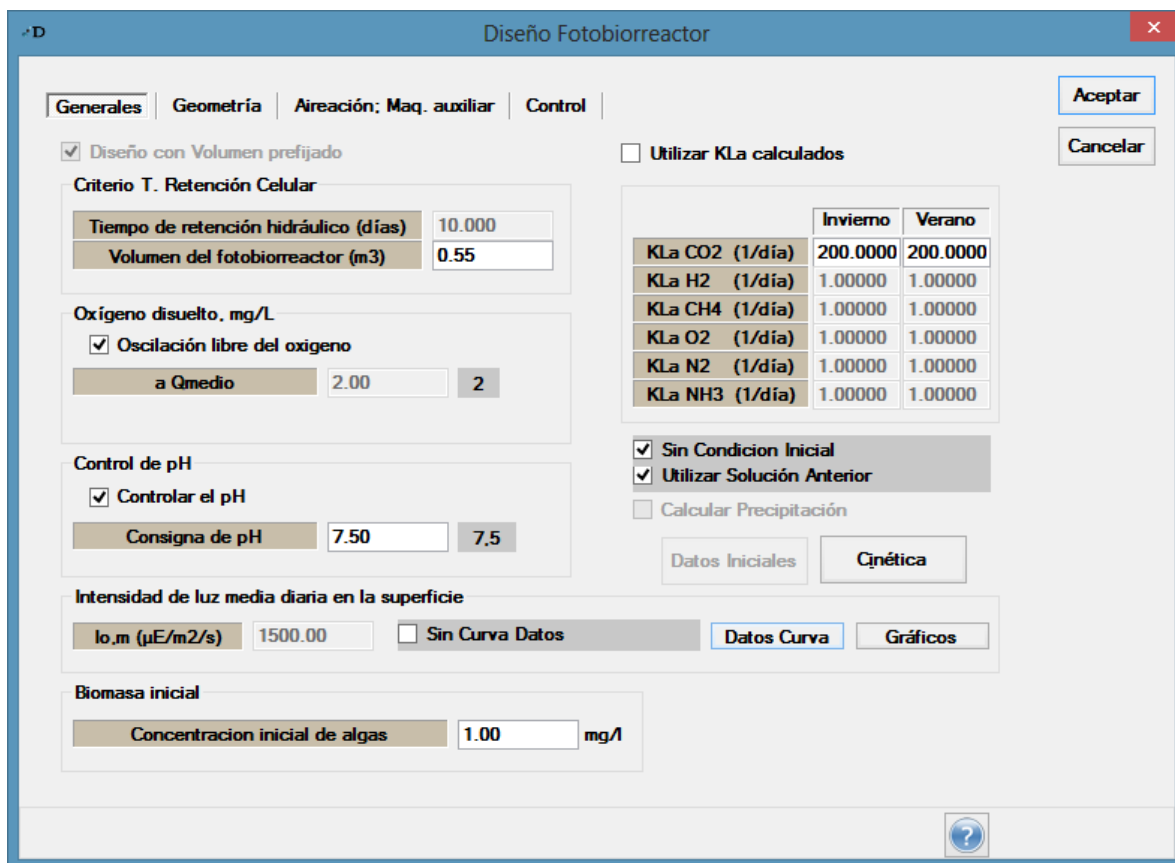 D
Diseño Fotobiorreactor
Generales Geometría Aireación; Maq. auxiliar Control
Aceptar
Cancelar
Diseño con Volumen prefijado
Criterio T. Retención Celular
Tiempo de retención hidráulico (días) 10.000
Volumen del fotobiorreactor (m3) 0.55
Oxígeno disuelto, mg/L
Oscilación libre del oxigeno
a Qmedio 2.00 2
Control de pH
Controlar el pH
Consigna de pH 7.50 7,5
Utilizar KLa calculados
Invierno Verano
KLa CO2 (1/día) 200.0000 200.0000
KLa H2 (1/día) 1.00000 1.00000
KLa CH4 (1/día) 1.00000 1.00000
KLa O2 (1/día) 1.00000 1.00000
KLa N2 (1/día) 1.00000 1.00000
KLa NH3 (1/día) 1.00000 1.00000
Sin Condicion Inicial
Utilizar Solución Anterior
Calcular Precipitación
Datos Iniciales Cinética
Intensidad de luz media diaria en la superficie
Io,m (µE/m2/s) 1500.00 Sin Curva Datos Datos Curva Gráficos
Biomasa inicial
Concentracion inicial de algas 1.00 mg/l
?